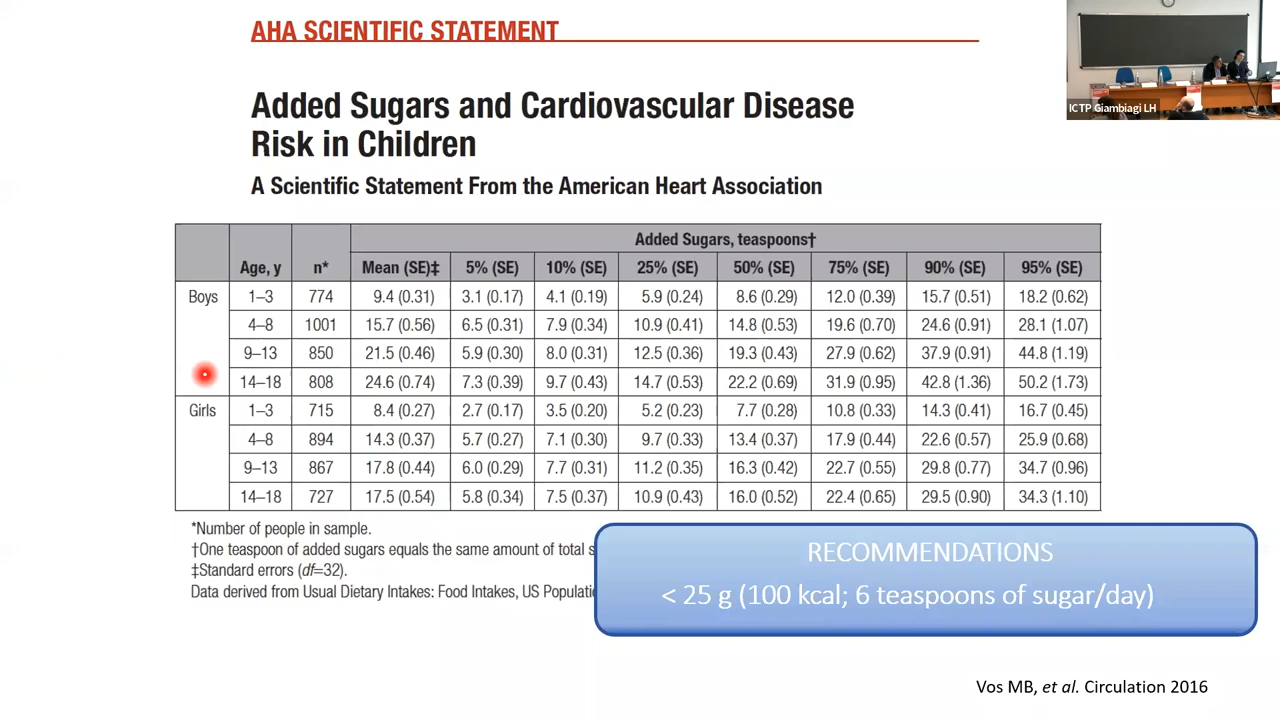 AHA SCIENTIFIC STATEMENT
ICTP Giambiagi LH
Added Sugars and Cardiovascular Disease
Risk in Children
A Scientific Statement From the American Heart Association
Added Sugars, teaspoons†
Age, y n* Mean (SE)‡ 5% (SE) 10% (SE) 25% (SE) 50% (SE) 75% (SE) 90% (SE) 95% (SE)
Boys 1–3 774 9.4 (0.31) 3.1 (0.17) 4.1 (0.19) 5.9 (0.24) 8.6 (0.29) 12.0 (0.39) 15.7 (0.51) 18.2 (0.62)
4–8 1001 15.7 (0.56) 6.5 (0.31) 7.9 (0.34) 10.9 (0.41) 14.8 (0.53) 19.6 (0.70) 24.6 (0.91) 28.1 (1.07)
9–13 850 21.5 (0.46) 5.9 (0.30) 8.0 (0.31) 12.5 (0.36) 19.3 (0.43) 27.9 (0.62) 37.9 (0.91) 44.8 (1.19)
14–18 808 24.6 (0.74) 7.3 (0.39) 9.7 (0.43) 14.7 (0.53) 22.2 (0.69) 31.9 (0.95) 42.8 (1.36) 50.2 (1.73)
Girls 1–3 715 8.4 (0.27) 2.7 (0.17) 3.5 (0.20) 5.2 (0.23) 7.7 (0.28) 10.8 (0.33) 14.3 (0.41) 16.7 (0.45)
4–8 894 14.3 (0.37) 5.7 (0.27) 7.1 (0.30) 9.7 (0.33) 13.4 (0.37) 17.9 (0.44) 22.6 (0.57) 25.9 (0.68)
9–13 867 17.8 (0.44) 6.0 (0.29) 7.7 (0.31) 11.2 (0.35) 16.3 (0.42) 22.7 (0.55) 29.8 (0.77) 34.7 (0.96)
14–18 727 17.5 (0.54) 5.8 (0.34) 7.5 (0.37) 10.9 (0.43) 16.0 (0.52) 22.4 (0.65) 29.5 (0.90) 34.3 (1.10)
*Number of people in sample.
†One teaspoon of added sugars equals the same amount of total s
‡Standard errors (df=32).
Data derived from Usual Dietary Intakes: Food Intakes, US Populatio
RECOMMENDATIONS
< 25 g (100 kcal; 6 teaspoons of sugar/day)
Vos MB, et al. Circulation 2016